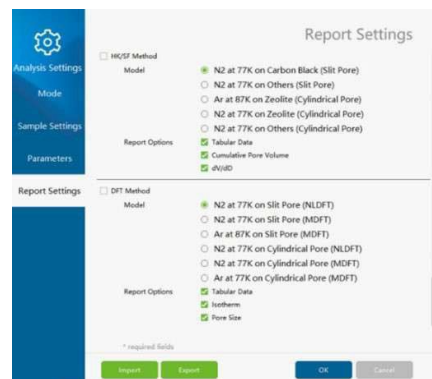 Report Settings
Analysis Settings
Mode
Sample Settings
Parameters
Report Settings
HK/SF Method
Model
N2 at 77K on Carbon Black (Slit Pore)
N2 at 77K on Others (Slit Pore)
Ar at 87K on Zeolite (Cylindrical Pore)
N2 at 77K on Zeolite (Cylindrical Pore)
N2 at 77K on Others (Cylindrical Pore)
Report Options
Tabular Data
Cumulative Pore Volume
dV/dD
DFT Method
Model
N2 at 77K on Slit Pore (NLDFT)
N2 at 77K on Slit Pore (MDFT)
Ar at 87K on Slit Pore (MDFT)
N2 at 77K on Cylindrical Pore (NLDFT)
N2 at 77K on Cylindrical Pore (MDFT)
Ar at 77K on Cylindrical Pore (MDFT)
Report Options
Tabular Data
Isotherm
Pore Size
* required fields
Import Export OK Cancel